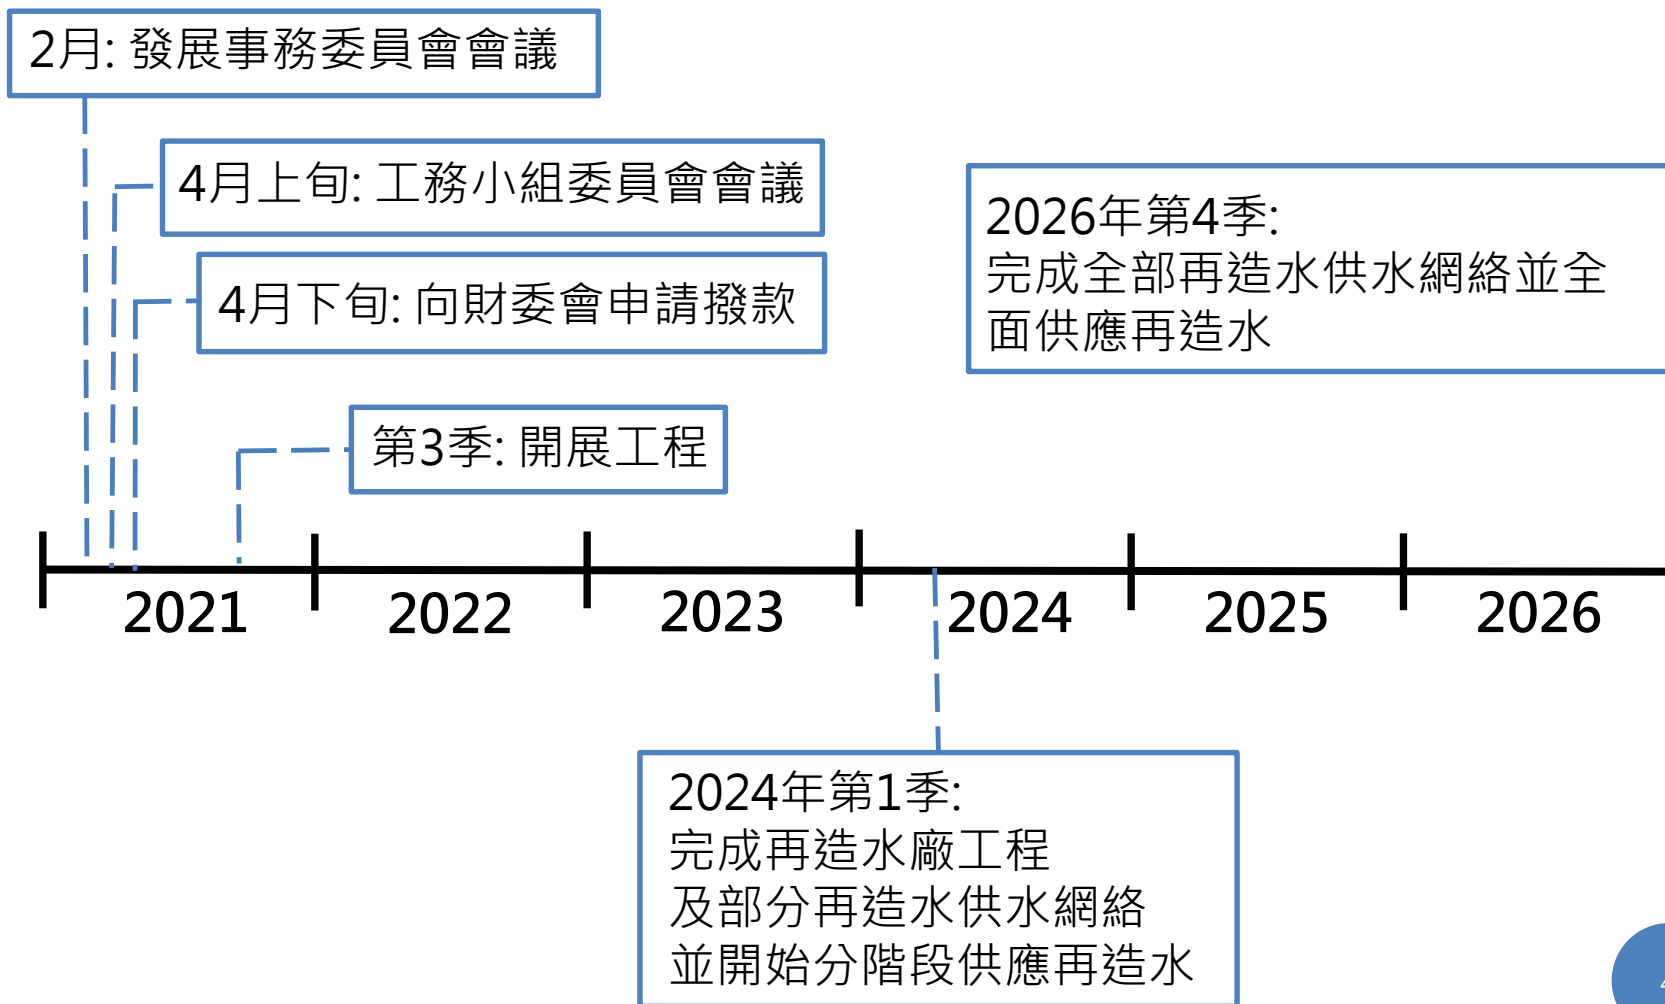 2月: 發展事務委員會會議
4月上旬: 工務小組委員會會議
4月下旬: 向財委會申請撥款
第3季: 開展工程
2026年第4季:
完成全部再造水供水網絡並全
面供應再造水
2021
2022
2023
2024
2025
2026
2024年第1季:
完成再造水廠工程
及部分再造水供水網絡
並開始分階段供應再造水